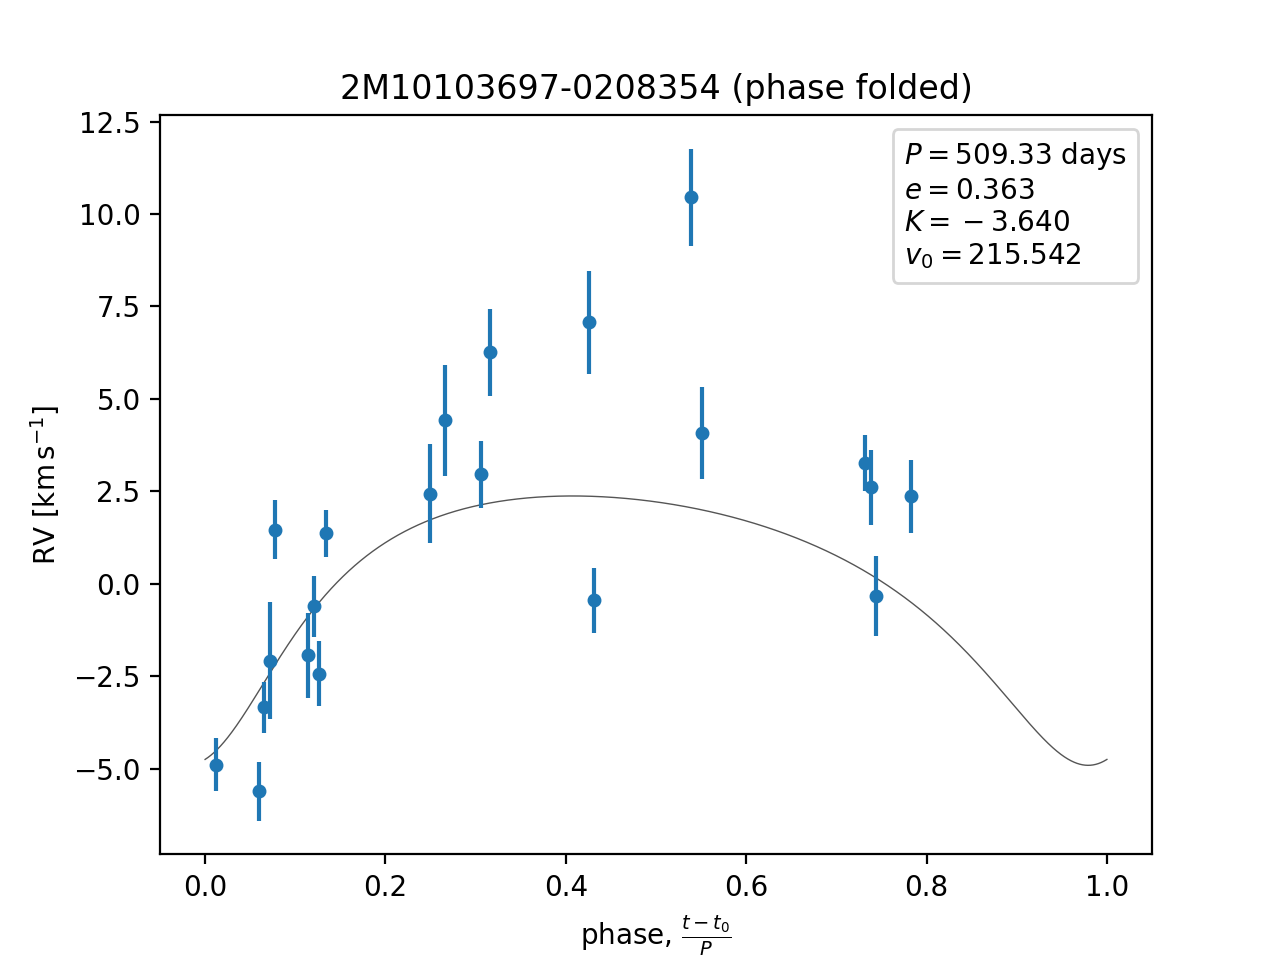 2M10103697-0208354 (phase folded)
12.5
10.0
7.5
5.0
2.5
0.0
−2.5
−5.0
RV [km s⁻¹]
P = 509.33 days
e = 0.363
K = − 3.640
v₀ = 215.542
0.0 0.2 0.4 0.6 0.8 1.0
phase, (t − t₀)/P